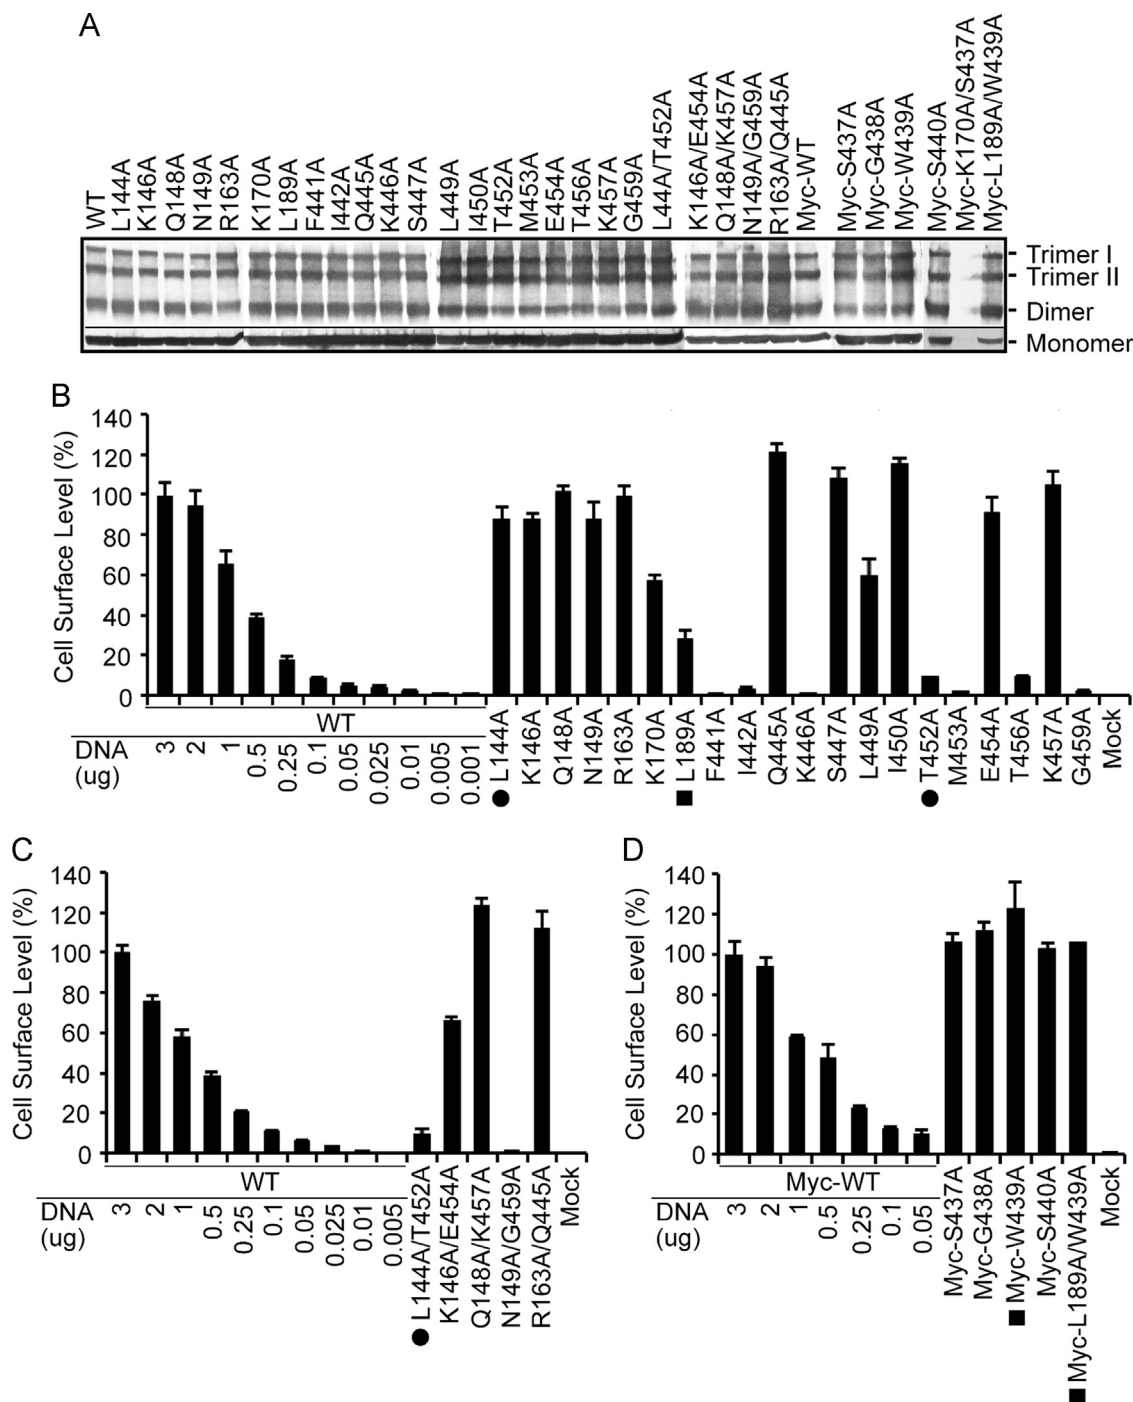 A
WT
L144A
K146A
Q148A
N149A
R163A
K170A
L189A
F441A
I442A
Q445A
K446A
S447A
L449A
I450A
T452A
M453A
E454A
T456A
K457A
G459A
L44A/T452A
K146A/E454A
Q148A/K457A
N149A/G459A
R163A/Q445A
Myc-WT
Myc-S437A
Myc-G438A
Myc-W439A
Myc-S440A
Myc-K170A/S437A
Myc-L189A/W439A
Trimer I
Trimer II
Dimer
Monomer
B
Cell Surface Level (%)
140
120
100
80
60
40
20
0
WT
DNA
(ug)
3
2
1
0.5
0.25
0.1
0.05
0.025
0.01
0.005
0.001
L144A
K146A
Q148A
N149A
R163A
K170A
L189A
F441A
I442A
Q445A
K446A
S447A
L449A
I450A
T452A
M453A
E454A
T456A
K457A
G459A
Mock
C
Cell Surface Level (%)
140
120
100
80
60
40
20
0
WT
DNA
(ug)
3
2
1
0.5
0.25
0.1
0.05
0.025
0.01
0.005
L144A/T452A
K146A/E454A
Q148A/K457A
N149A/G459A
R163A/Q445A
Mock
D
Cell Surface Level (%)
140
120
100
80
60
40
20
0
Myc-WT
DNA
(ug)
3
2
1
0.5
0.25
0.1
0.05
Myc-S437A
Myc-G438A
Myc-W439A
Myc-S440A
Myc-L189A/W439A
Mock